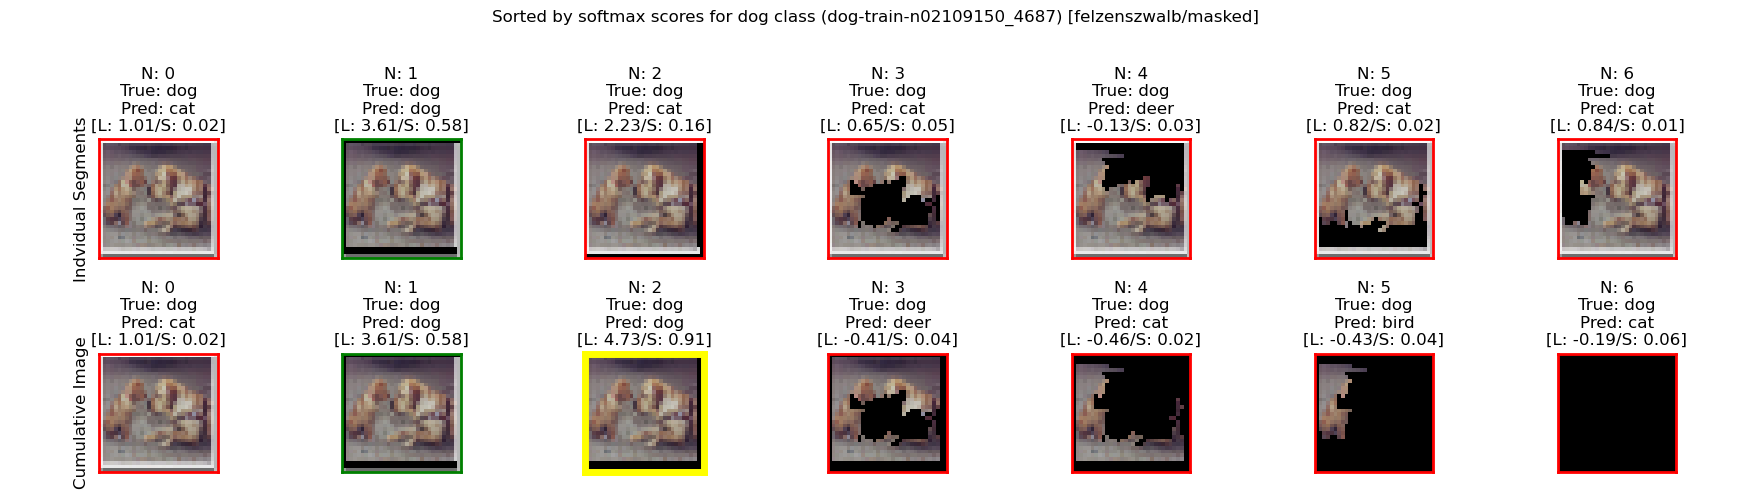 Sorted by softmax scores for dog class (dog-train-n02109150_4687) [felzenszwalb/masked]
Indvidual Segments
N: 0
True: dog
Pred: cat
[L: 1.01/S: 0.02]
N: 1
True: dog
Pred: dog
[L: 3.61/S: 0.58]
N: 2
True: dog
Pred: cat
[L: 2.23/S: 0.16]
N: 3
True: dog
Pred: cat
[L: 0.65/S: 0.05]
N: 4
True: dog
Pred: deer
[L: -0.13/S: 0.03]
N: 5
True: dog
Pred: cat
[L: 0.82/S: 0.02]
N: 6
True: dog
Pred: cat
[L: 0.84/S: 0.01]
Cumulative Image
N: 0
True: dog
Pred: cat
[L: 1.01/S: 0.02]
N: 1
True: dog
Pred: dog
[L: 3.61/S: 0.58]
N: 2
True: dog
Pred: dog
[L: 4.73/S: 0.91]
N: 3
True: dog
Pred: deer
[L: -0.41/S: 0.04]
N: 4
True: dog
Pred: cat
[L: -0.46/S: 0.02]
N: 5
True: dog
Pred: bird
[L: -0.43/S: 0.04]
N: 6
True: dog
Pred: cat
[L: -0.19/S: 0.06]